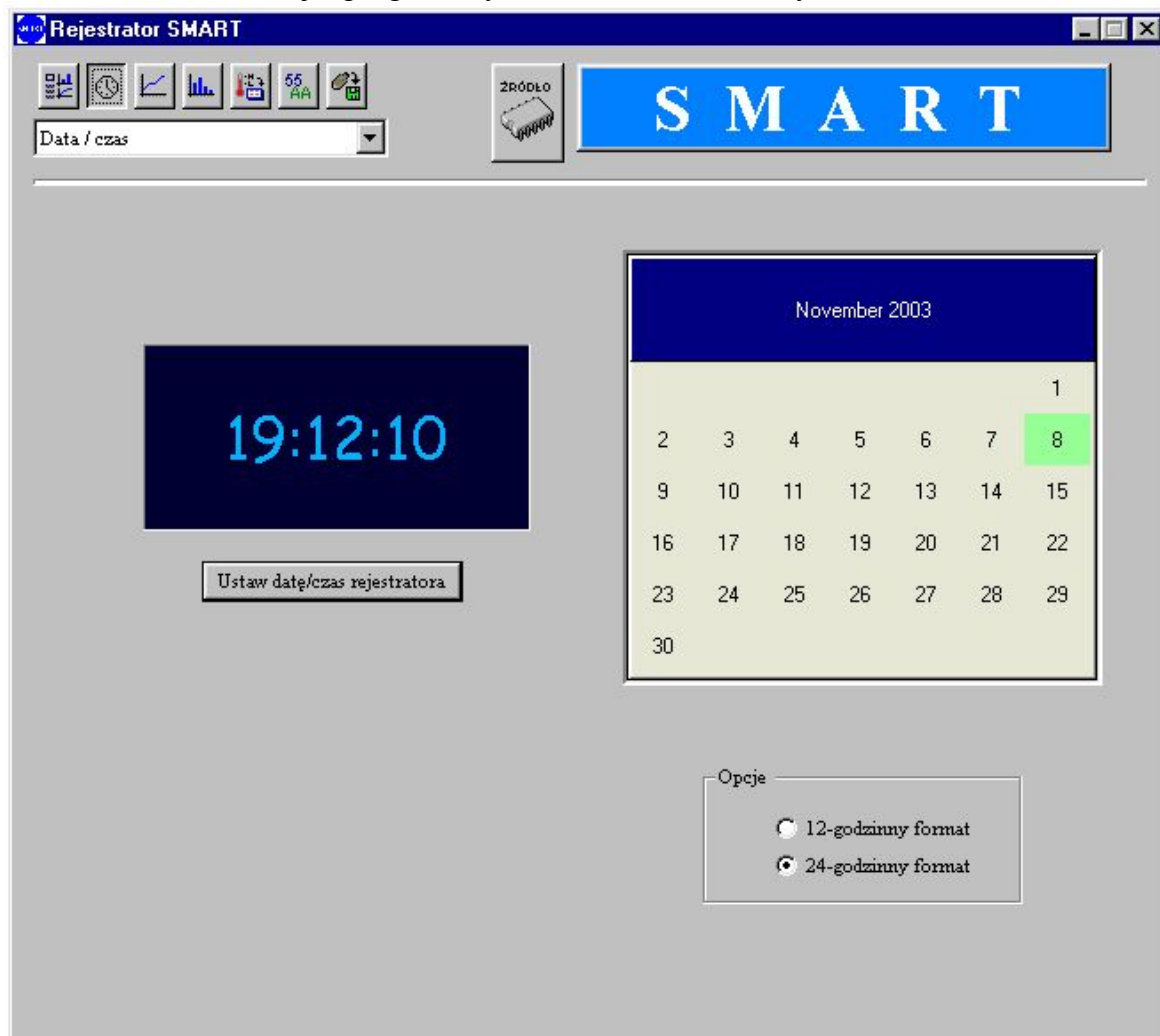 Rejestrator SMART
55
AA
ŹRÓDŁO
S M A R T
Data / czas
November 2003
1
19:12:10
2 3 4 5 6 7 8
9 10 11 12 13 14 15
16 17 18 19 20 21 22
Ustaw datę/czas rejestratora
23 24 25 26 27 28 29
30
Opcje
12-godzinny format
24-godzinny format